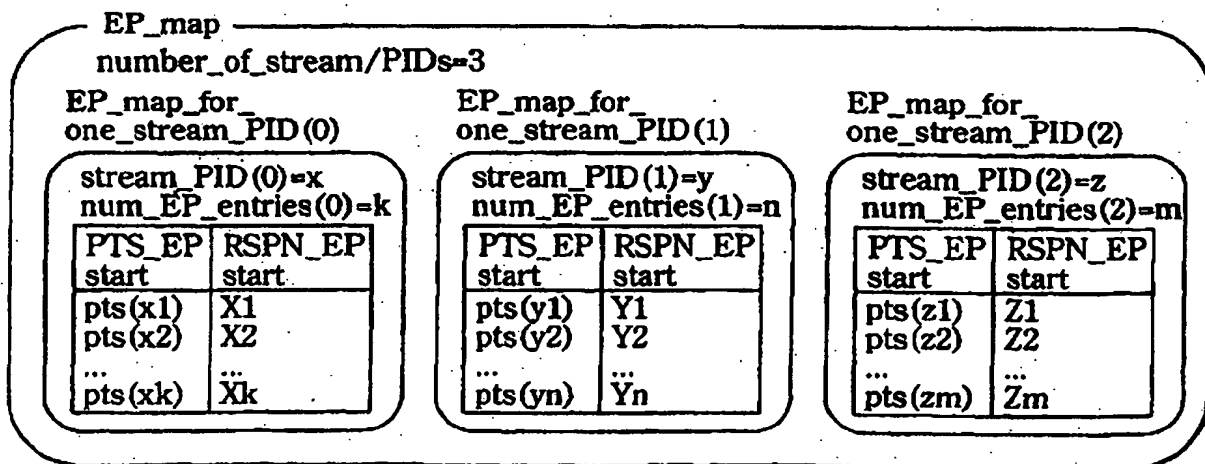 EP_map
number_of_stream/PIDs=3
EP_map_for_
one_stream_PID(0)
stream_PID(0)=x
num_EP_entries(0)=k
PTS_EP RSPN_EP
start start
pts(x1) X1
pts(x2) X2
... ...
pts(xk) Xk
EP_map_for_
one_stream_PID(1)
stream_PID(1)=y
num_EP_entries(1)=n
PTS_EP RSPN_EP
start start
pts(y1) Y1
pts(y2) Y2
... ...
pts(yn) Yn
EP_map_for_
one_stream_PID(2)
stream_PID(2)=z
num_EP_entries(2)=m
PTS_EP RSPN_EP
start start
pts(z1) Z1
pts(z2) Z2
... ...
pts(zm) Zm